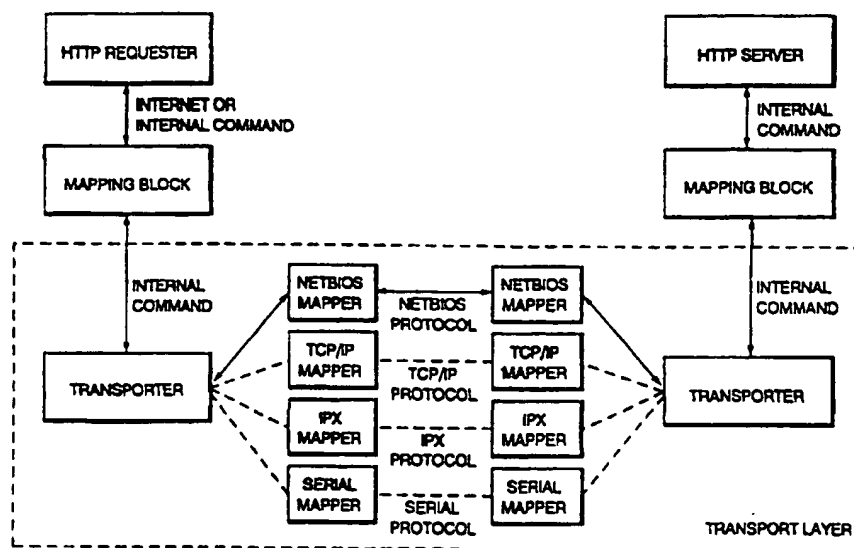 HTTP REQUESTER
HTTP SERVER
INTERNET OR
INTERNAL COMMAND
INTERNAL
COMMAND
MAPPING BLOCK
MAPPING BLOCK
INTERNAL
COMMAND
NETBIOS
MAPPER
NETBIOS
PROTOCOL
NETBIOS
MAPPER
INTERNAL
COMMAND
TRANSPORTER
TCP/IP
MAPPER
TCP/IP
PROTOCOL
TCP/IP
MAPPER
TRANSPORTER
IPX
MAPPER
IPX
PROTOCOL
IPX
MAPPER
SERIAL
MAPPER
SERIAL
PROTOCOL
SERIAL
MAPPER
TRANSPORT LAYER